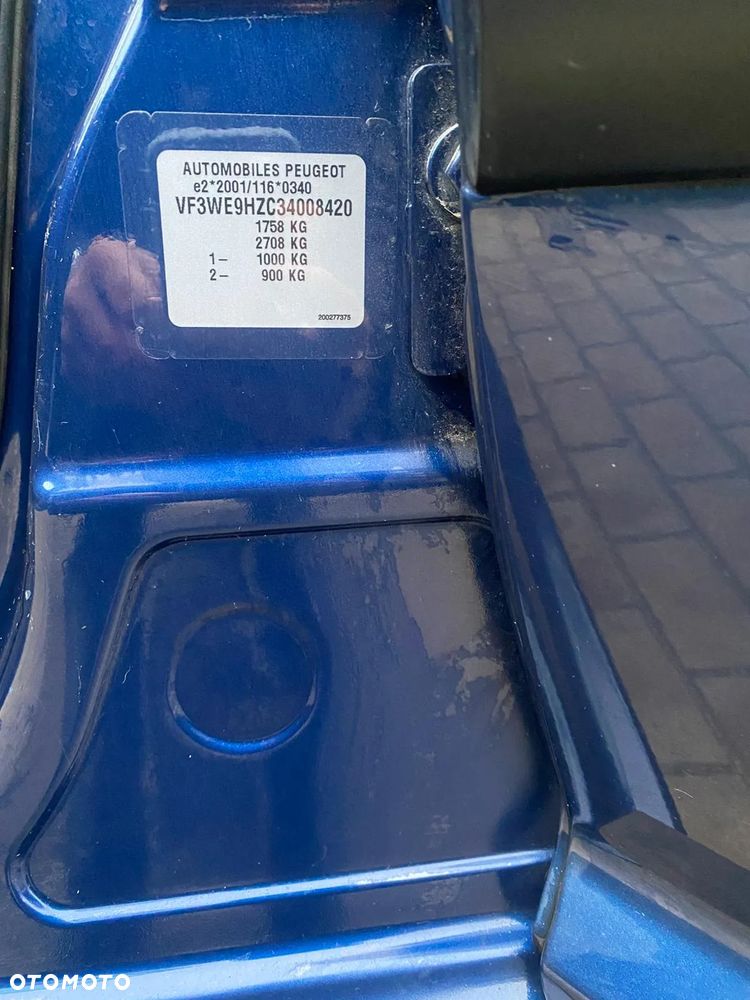 AUTOMOBILES PEUGEOT
e2*2001/116*0340
VF3WE9HZC34008420
1758 KG
2708 KG
1– 1000 KG
2– 900 KG
200277375
OTOMOTO